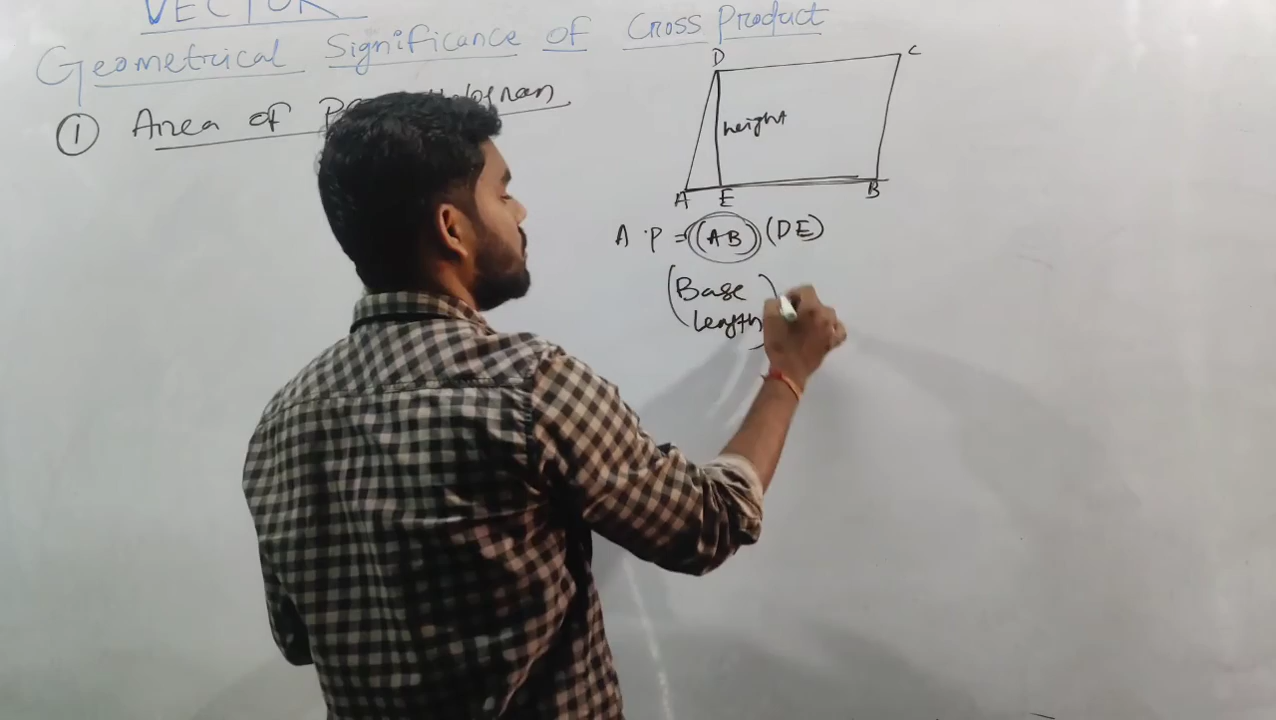 VECTOR
Geometrical Significance of Cross Product
① Area of
D
C
height
A
E
B
A · P = (AB) (DE)
(Base
length)